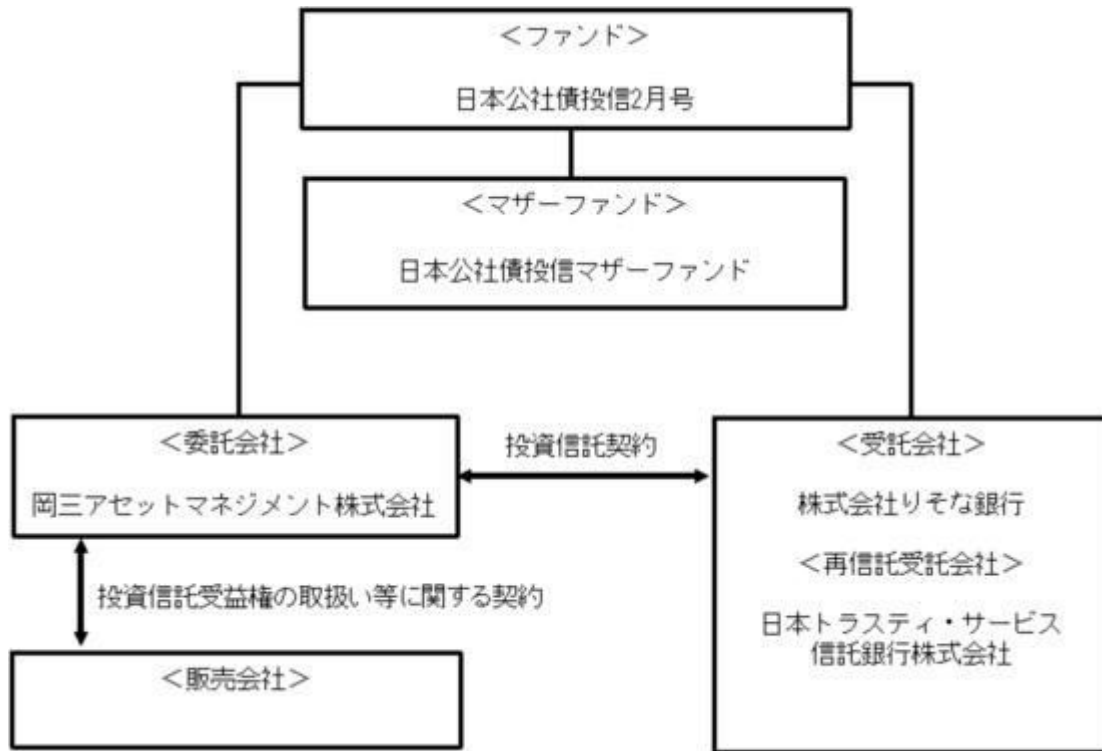 ＜ファンド＞
日本公社債投信2月号
＜マザーファンド＞
日本公社債投信マザーファンド
＜委託会社＞
岡三アセットマネジメント株式会社
投資信託契約
＜受託会社＞
株式会社りそな銀行
＜再信託受託会社＞
日本トラスティ・サービス
信託銀行株式会社
投資信託受益権の取扱い等に関する契約
＜販売会社＞